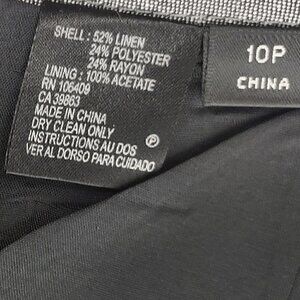 SHELL : 52% LINEN
24% POLYESTER
24% RAYON
LINING : 100% ACETATE
RN 106409
CA 39863
MADE IN CHINA
DRY CLEAN ONLY
INSTRUCTIONS AU DOS
VER AL DORSO PARA CUIDADO
P
10P
CHINA